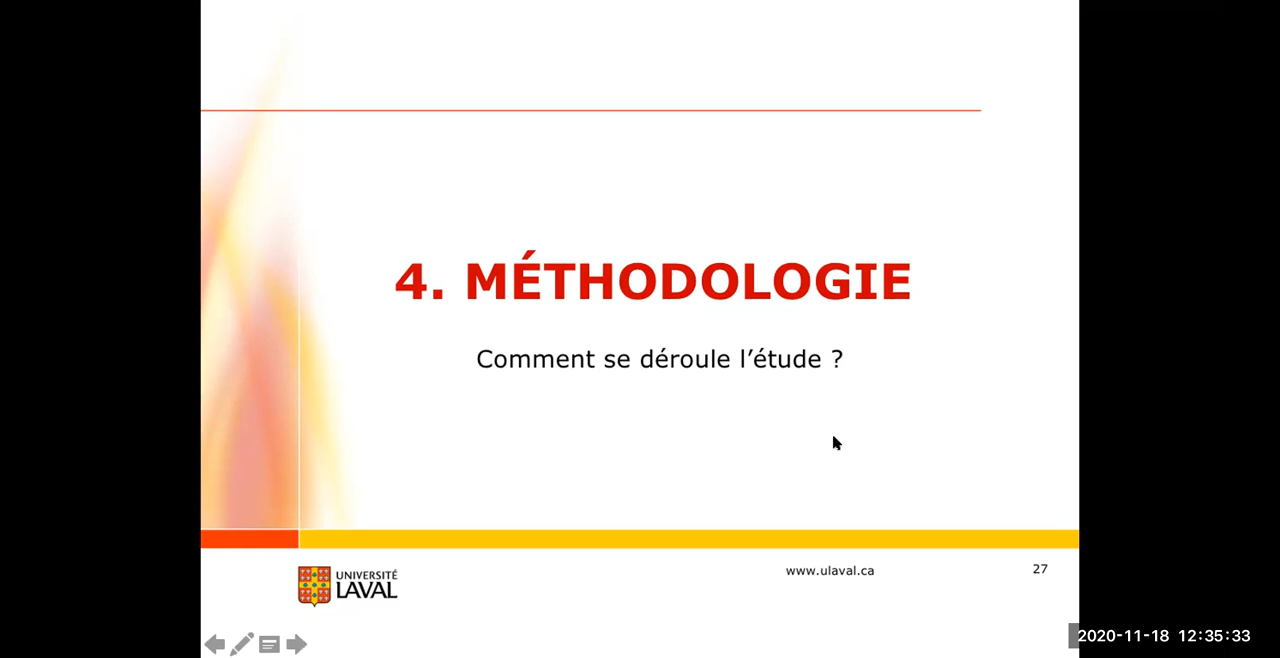 4. MÉTHODOLOGIE
Comment se déroule l’étude ?
UNIVERSITÉ
LAVAL
www.ulaval.ca
27
2020-11-18 12:35:33